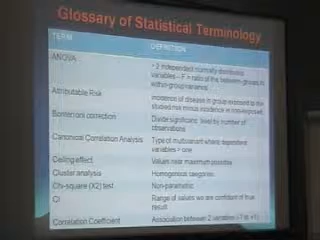 Glossary of Statistical Terminology
TERM
DEFINITION
ANOVA
2 independent normally distributed
variables – F = ratio of the between-groups to
within-group variance.
Attributable Risk
Incidence of disease in group exposed to the
studied risk minus incidence in non-exposed
Bonferroni correction
Divide significant level by number of
observations
Canonical Correlation Analysis
Type of multivariant where dependent
variables > one
Ceiling effect
Values near maximum possible
Cluster analysis
Homogenous categories
Chi-square (X2) test
Non-parametric
CI
Range of values we are confident of true
result
Correlation Coefficient
Association between 2 variables -1 to +1)